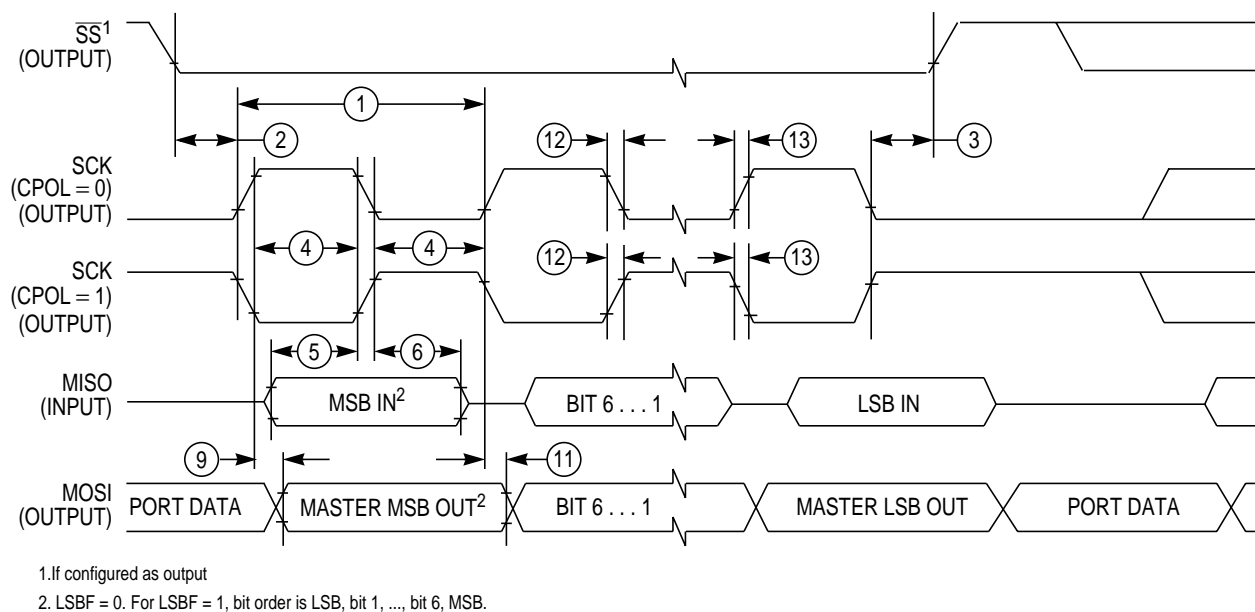 SS¹
(OUTPUT)
1
2
12
13
3
SCK
(CPOL = 0)
(OUTPUT)
4
4
12
13
SCK
(CPOL = 1)
(OUTPUT)
5
6
MISO
(INPUT)
MSB IN²
BIT 6 . . . 1
LSB IN
9
11
MOSI
(OUTPUT)
PORT DATA
MASTER MSB OUT²
BIT 6 . . . 1
MASTER LSB OUT
PORT DATA
1.If configured as output
2. LSBF = 0. For LSBF = 1, bit order is LSB, bit 1, ..., bit 6, MSB.